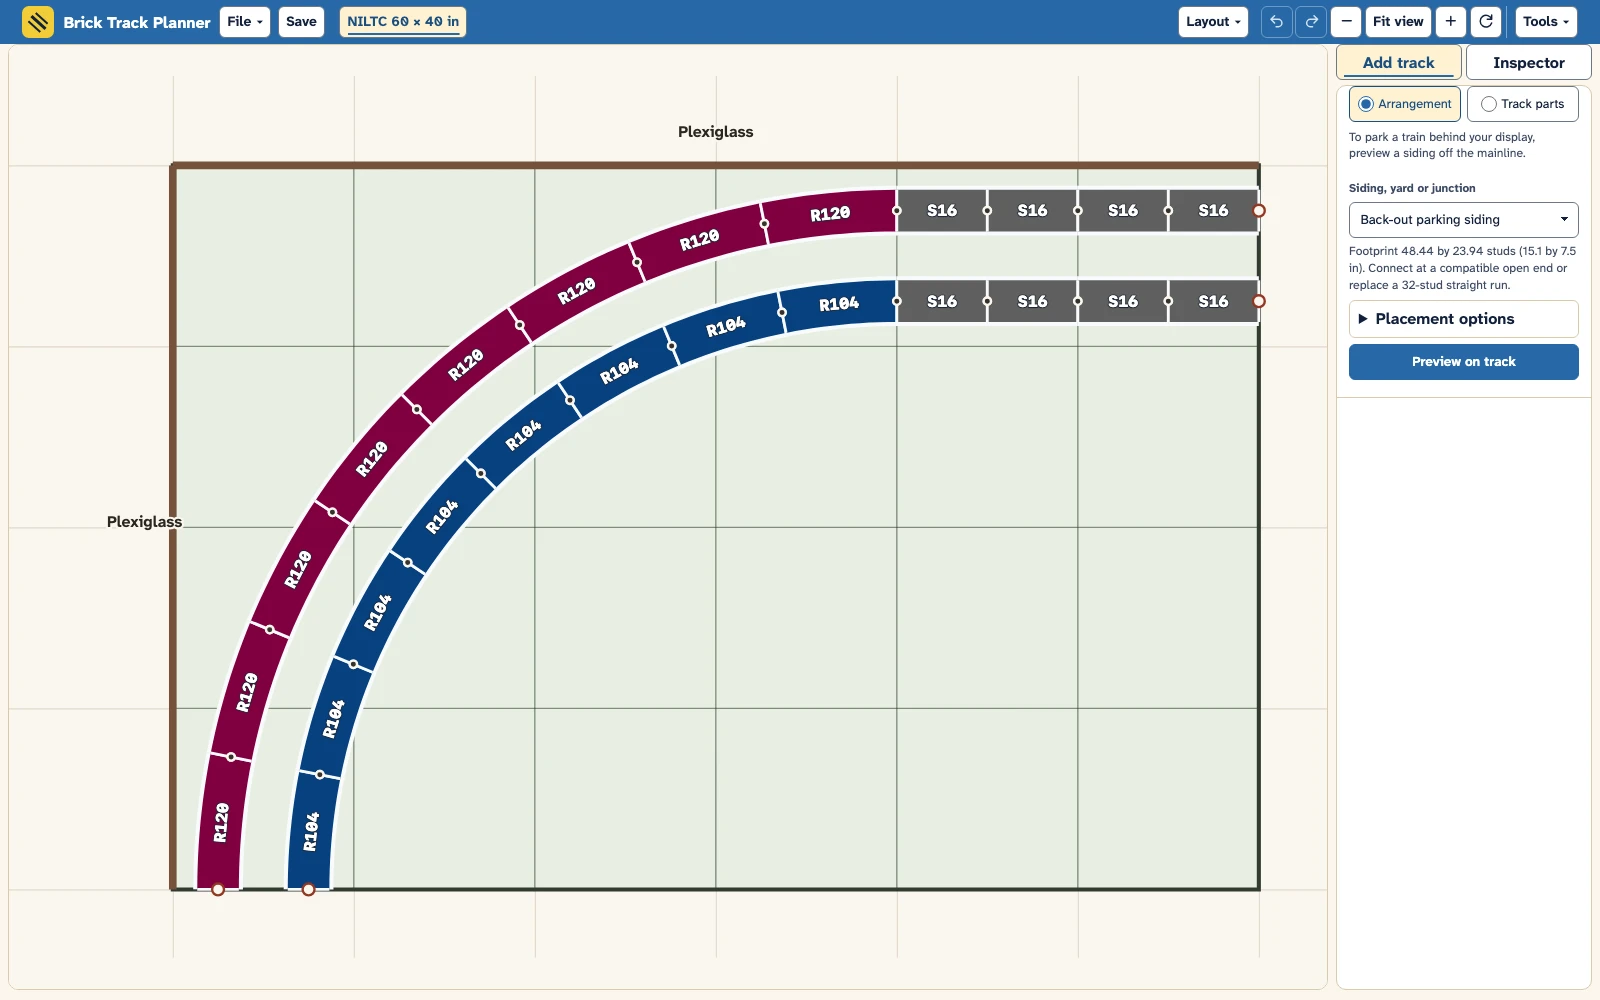 Brick Track Planner
File
Save
NILTC 60 × 40 in
Layout
Fit view
Tools
Add track
Inspector
Arrangement
Track parts
To park a train behind your display,
preview a siding off the mainline.
Siding, yard or junction
Back-out parking siding
Footprint 48.44 by 23.94 studs (15.1 by 7.5
in). Connect at a compatible open end or
replace a 32-stud straight run.
Placement options
Preview on track
Plexiglass
Plexiglass
R120
S16
S16
S16
S16
R120
R120
R120
R120
R120
R120
R120
R104
S16
S16
S16
S16
R104
R104
R104
R104
R104
R104
R104